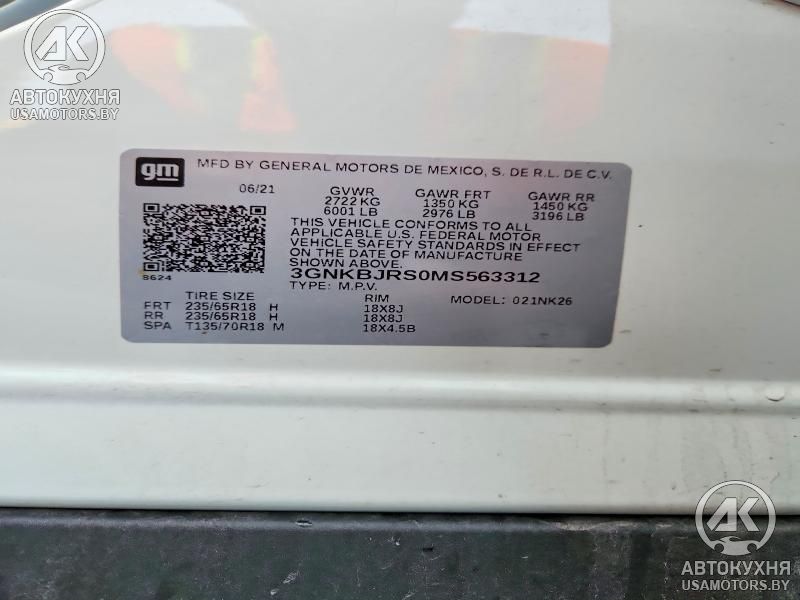 AK
АВТОКУХНЯ
USAMOTORS.BY
gm MFD BY GENERAL MOTORS DE MEXICO, S. DE R.L. DE C.V.
06/21 GVWR GAWR FRT GAWR RR
2722 KG 1350 KG 1450 KG
6001 LB 2976 LB 3196 LB
THIS VEHICLE CONFORMS TO ALL
APPLICABLE U.S. FEDERAL MOTOR
VEHICLE SAFETY STANDARDS IN EFFECT
ON THE DATE OF MANUFACTURE
SHOWN ABOVE.
8624 3GNKBJRS0MS563312
TYPE: M.P.V.
TIRE SIZE RIM MODEL: 021NK26
FRT 235/65R18 H 18X8J
RR 235/65R18 H 18X8J
SPA T135/70R18 M 18X4.5B
AK
АВТОКУХНЯ
USAMOTORS.BY